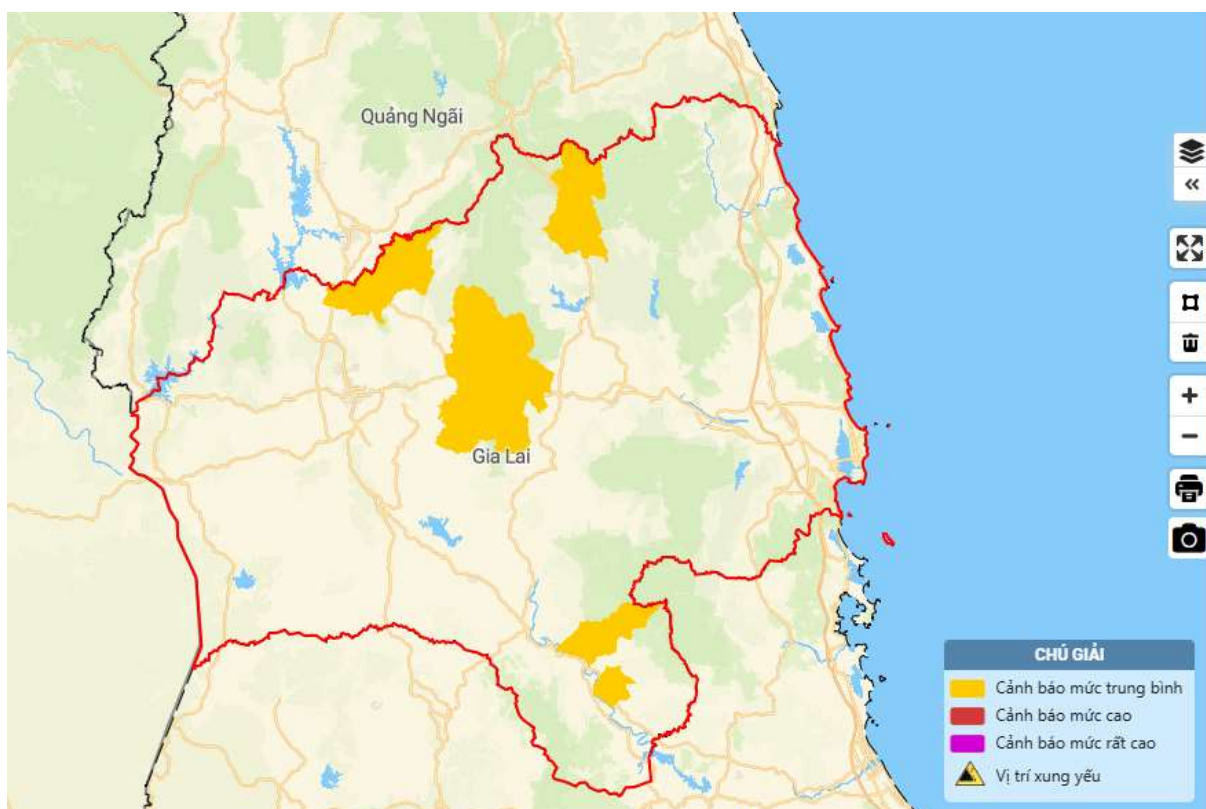 Quảng Ngãi
Gia Lai
CHÚ GIẢI
Cảnh báo mức trung bình
Cảnh báo mức cao
Cảnh báo mức rất cao
Vị trí xung yếu